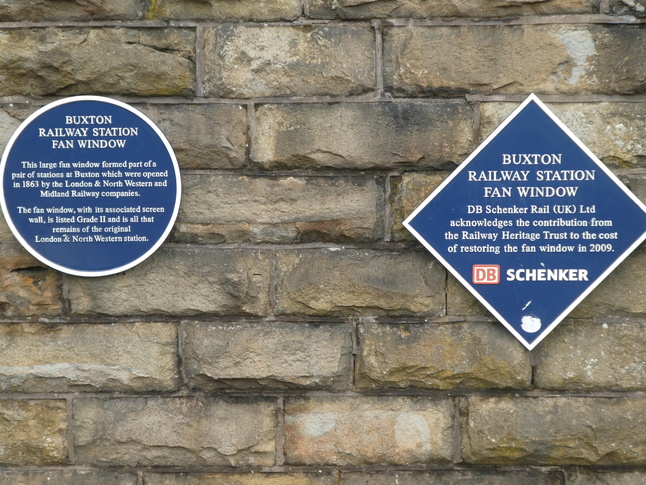 BUXTON
RAILWAY STATION
FAN WINDOW
This large fan window formed part of a
pair of stations at Buxton which were opened
in 1863 by the London & North Western and
Midland Railway companies.
The fan window, with its associated screen
wall, is listed Grade II and is all that
remains of the original
London & North Western station.
BUXTON
RAILWAY STATION
FAN WINDOW
DB Schenker Rail (UK) Ltd
acknowledges the contribution from
the Railway Heritage Trust to the cost
of restoring the fan window in 2009.
DB SCHENKER